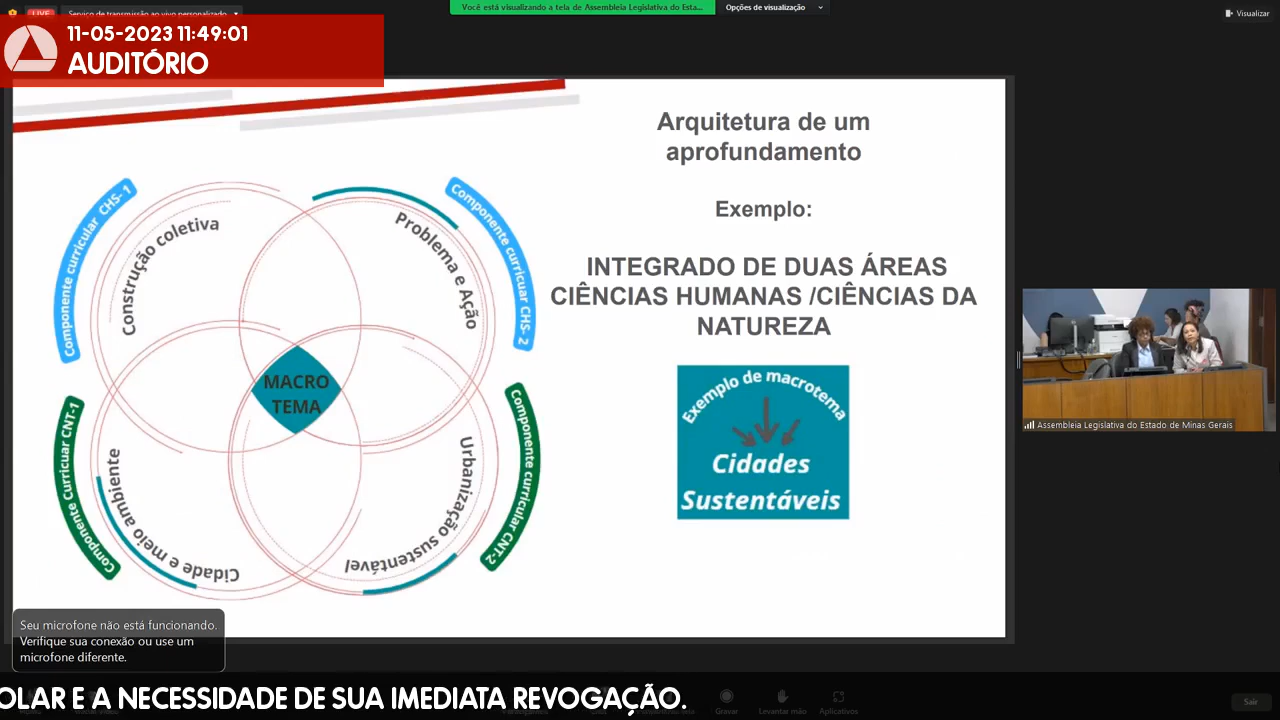 LIVE
Serviço de transmissão ao vivo personalizado
Você está visualizando a tela de Assembleia Legislativa do Esta...
Opções de visualização
Visualizar
11-05-2023 11:49:01
AUDITÓRIO
Arquitetura de um
aprofundamento
Exemplo:
INTEGRADO DE DUAS ÁREAS
CIÊNCIAS HUMANAS /CIÊNCIAS DA
NATUREZA
Componente curricular CHS-1
Construção coletiva
Problema e Ação
Componente curricuar CHS-2
MACRO
TEMA
Componente Curricuar CNT-1
Cidade e meio ambiente
Urbanização sustentável
Componente curricular CNT-2
Exemplo de macrotema
Cidades
Sustentáveis
Assembleia Legislativa do Estado de Minas Gerais
Seu microfone não está funcionando.
Verifique sua conexão ou use um
microfone diferente.
OLAR E A NECESSIDADE DE SUA IMEDIATA REVOGAÇÃO.
Gravar
Levantar mão
Aplicativos
Sair